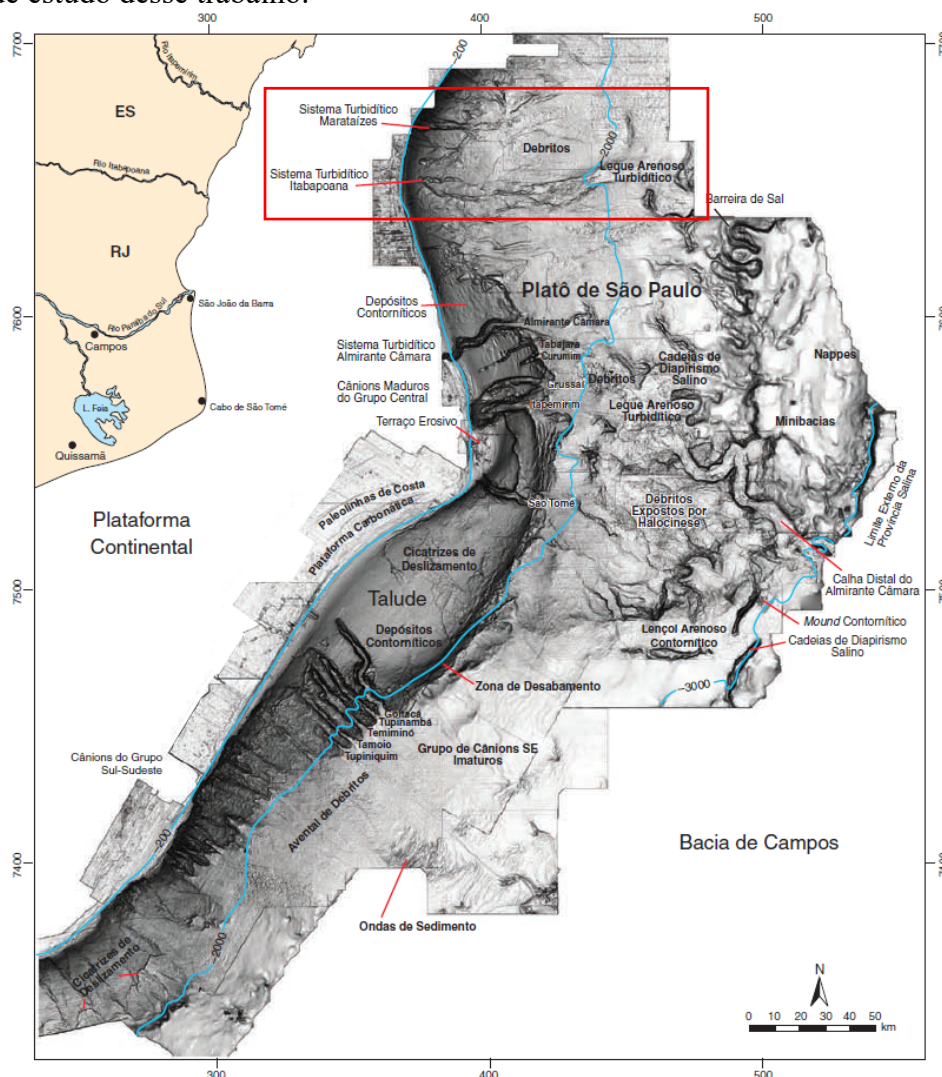 de estudo desse trabalho.
300
400
500
7700
7700
Rio Itapemirim
-200
ES
Sistema Turbidítico
Marataízes
Debritos
2000
Rio Itabapoana
Sistema Turbidítico
Itabapoana
Leque Arenoso
Turbidítico
Barreira de Sal
RJ
Platô de São Paulo
São João da Barra
Depósitos
Contorníticos
Rio Paraíba do Sul
Almirante Câmara
7600
Campos
Sistema Turbidítico
Almirante Câmara
Tabajara
Curumim
Cadeias de
Diapirismo
Salino
Nappes
L. Feia
Cabo de São Tomé
Cânions Maduros
do Grupo Central
Grussaí
Debritos
Itapemirim
Leque Arenoso
Turbidítico
Minibacias
Terraço Erosivo
Quissamã
Paleolinhas de Costa
Plataforma Carbonática
São Tomé
Debritos
Expostos por
Halocinese
Limite Externo da
Província Salina
Plataforma
Continental
Cicatrizes de
Deslizamento
7500
Talude
Calha Distal do
Almirante Câmara
Depósitos
Contorníticos
Lençol Arenoso
Contornítico
Mound Contornítico
Cadeias de Diapirismo
Salino
Zona de Desabamento
-3000
Goitacá
Tupinambá
Temiminó
Tamoio
Tupiniquim
Grupo de Cânions SE
Imaturos
Cânions do Grupo
Sul-Sudeste
Avental de Debritos
-200
Bacia de Campos
7400
Ondas de Sedimento
-2000
Cicatrizes de
Deslizamento
N
0 10 20 30 40 50
km
300
400
500